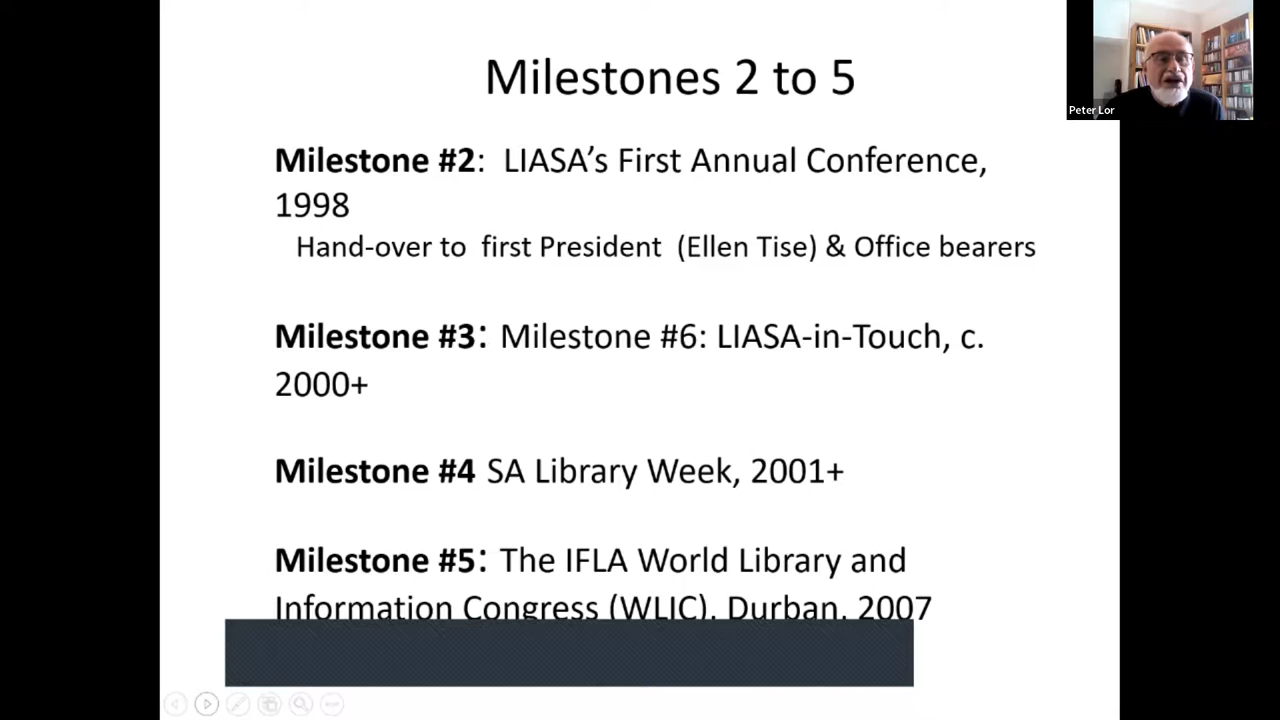 Milestones 2 to 5
Peter Lor
Milestone #2:  LIASA’s First Annual Conference,
1998
Hand-over to  first President  (Ellen Tise) & Office bearers
Milestone #3: Milestone #6: LIASA-in-Touch, c.
2000+
Milestone #4 SA Library Week, 2001+
Milestone #5: The IFLA World Library and
Information Congress (WLIC), Durban, 2007